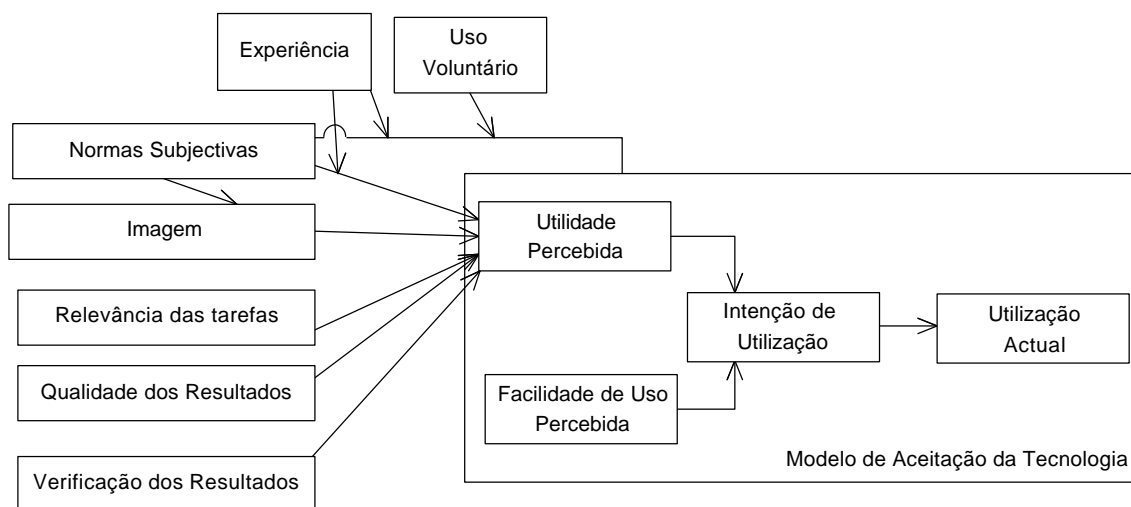 Experiência
Uso
Voluntário
Normas Subjectivas
Imagem
Utilidade
Percebida
Relevância das tarefas
Intenção de
Utilização
Utilização
Actual
Qualidade dos Resultados
Facilidade de Uso
Percebida
Verificação dos Resultados
Modelo de Aceitação da Tecnologia